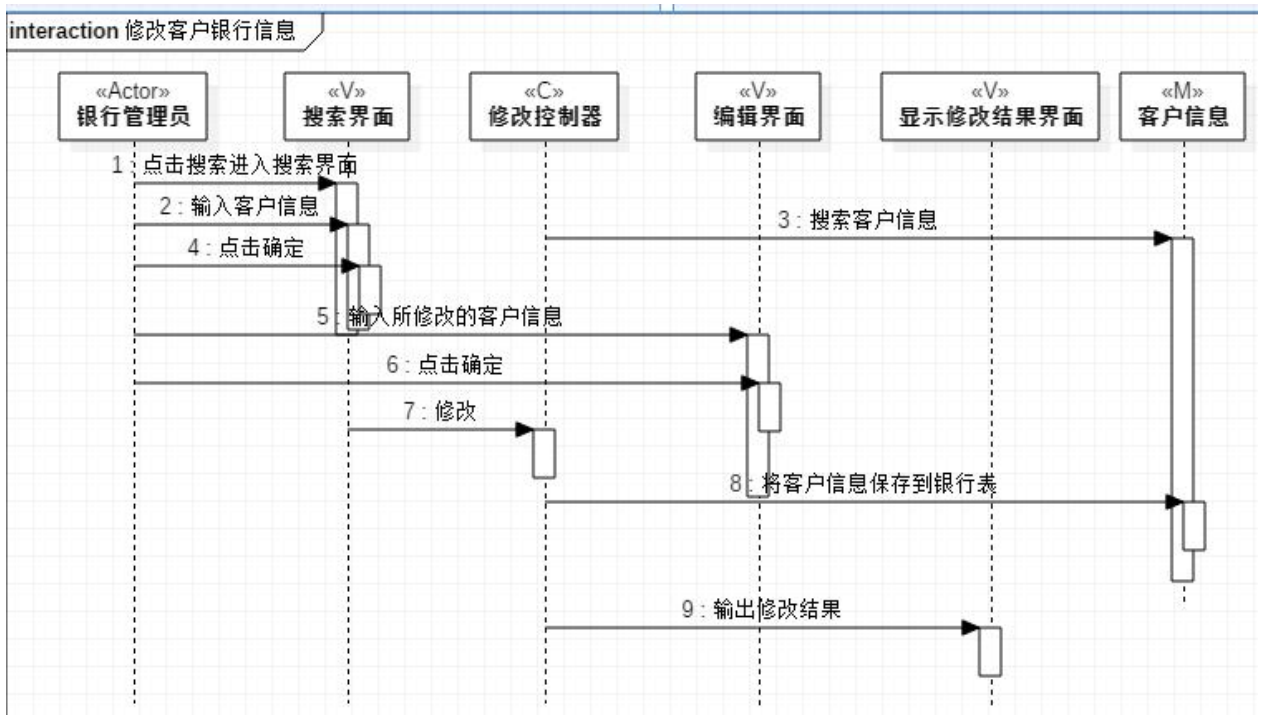 interaction 修改客户银行信息
«Actor»
银行管理员
«V»
搜索界面
«C»
修改控制器
«V»
编辑界面
«V»
显示修改结果界面
«M»
客户信息
1 : 点击搜索进入搜索界面
2 : 输入客户信息
3 : 搜索客户信息
4 : 点击确定
5 : 输入所修改的客户信息
6 : 点击确定
7 : 修改
8 : 将客户信息保存到银行表
9 : 输出修改结果